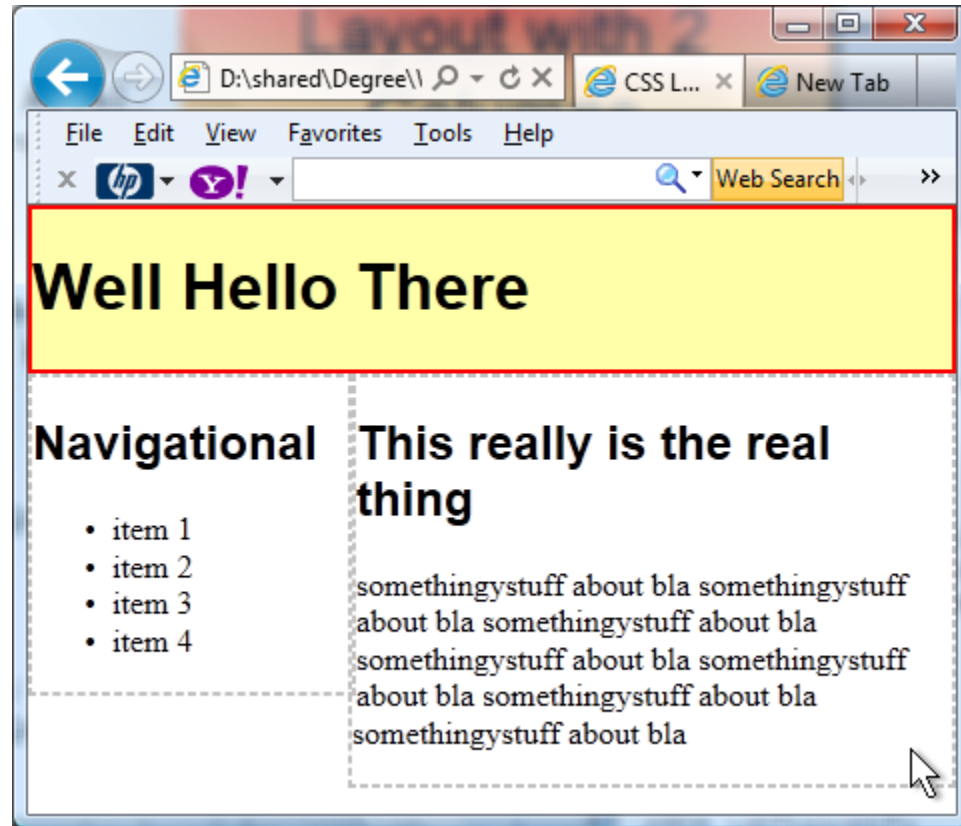 Layout with 2
D:\shared\Degree\\
CSS L...
New Tab
File Edit View Favorites Tools Help
hp Y! Web Search
Well Hello There
Navigational
• item 1
• item 2
• item 3
• item 4
This really is the real
thing
somethingystuff about bla somethingystuff
about bla somethingystuff about bla
somethingystuff about bla somethingystuff
about bla somethingystuff about bla
somethingystuff about bla